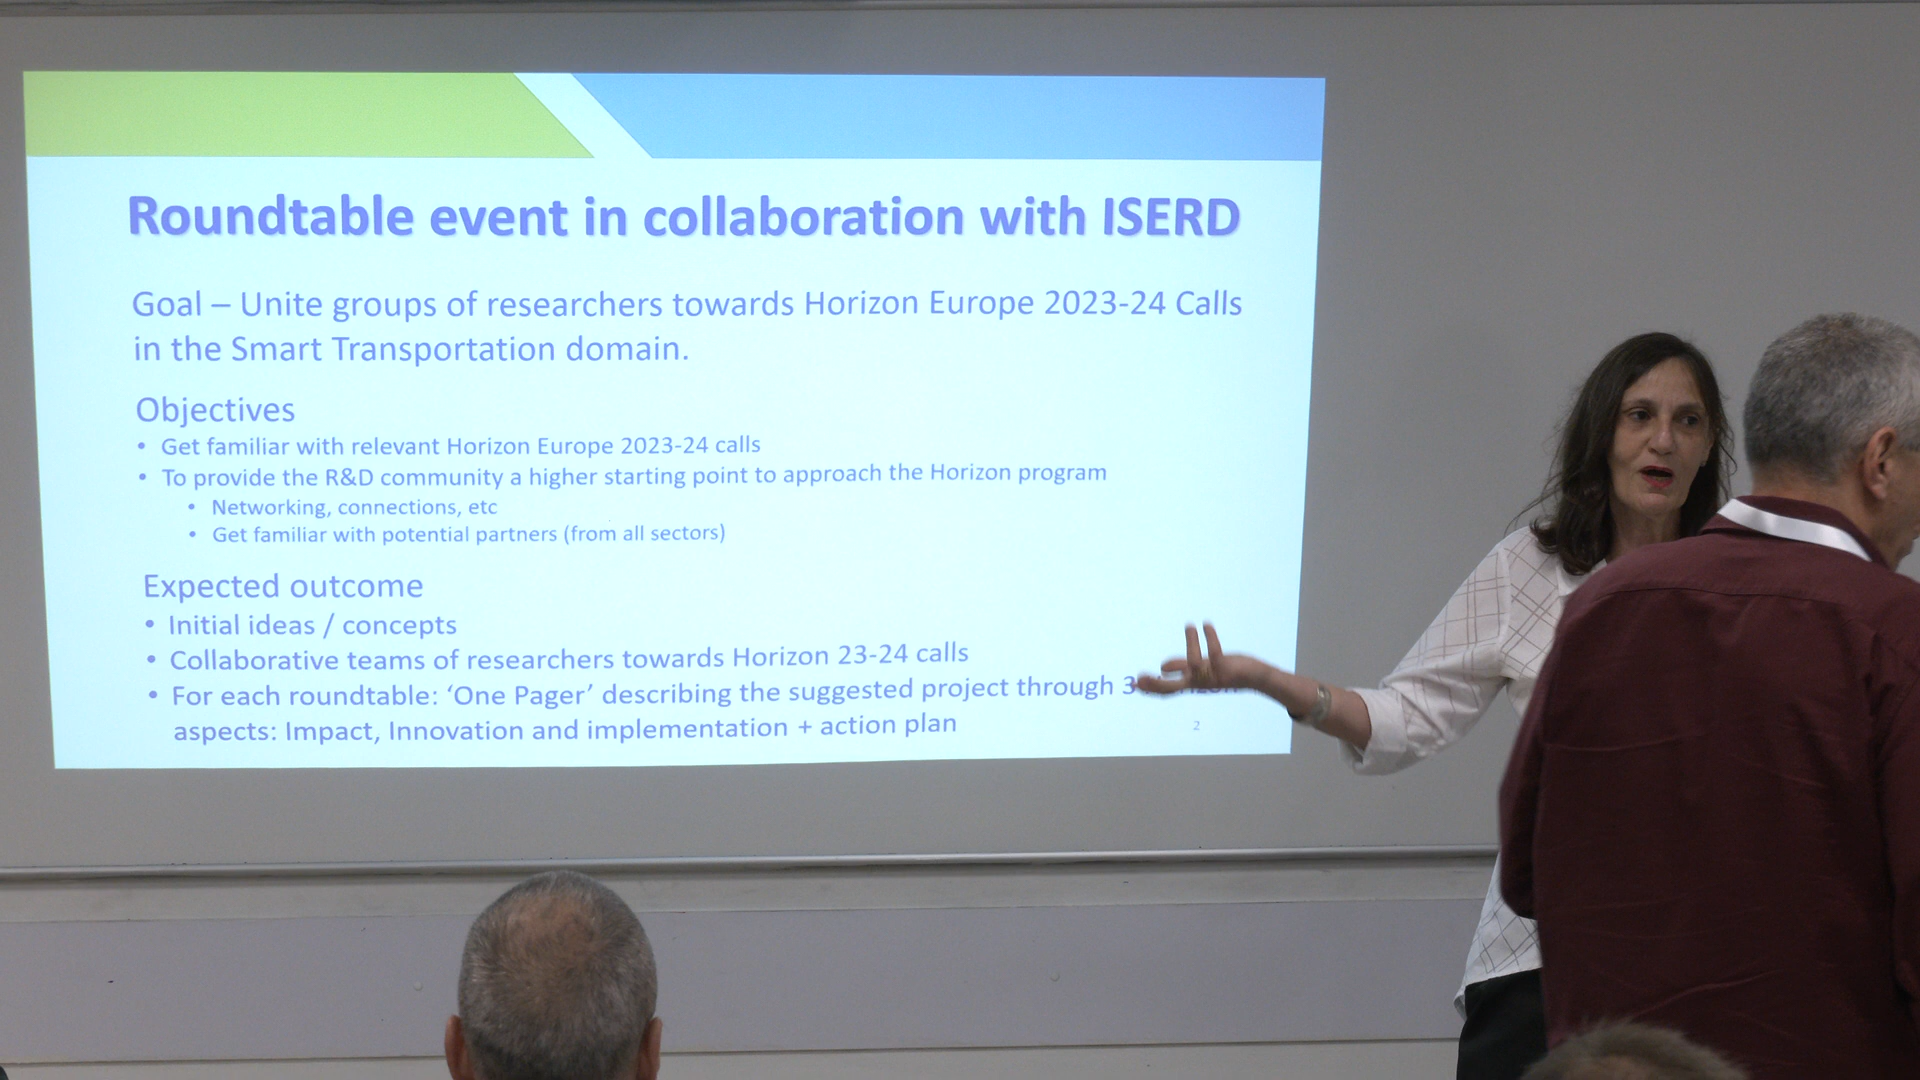 Roundtable event in collaboration with ISERD
Goal – Unite groups of researchers towards Horizon Europe 2023-24 Calls
in the Smart Transportation domain.
Objectives
• Get familiar with relevant Horizon Europe 2023-24 calls
• To provide the R&D community a higher starting point to approach the Horizon program
• Networking, connections, etc
• Get familiar with potential partners (from all sectors)
Expected outcome
• Initial ideas / concepts
• Collaborative teams of researchers towards Horizon 23-24 calls
• For each roundtable: ‘One Pager’ describing the suggested project through 3
aspects: Impact, Innovation and implementation + action plan
2